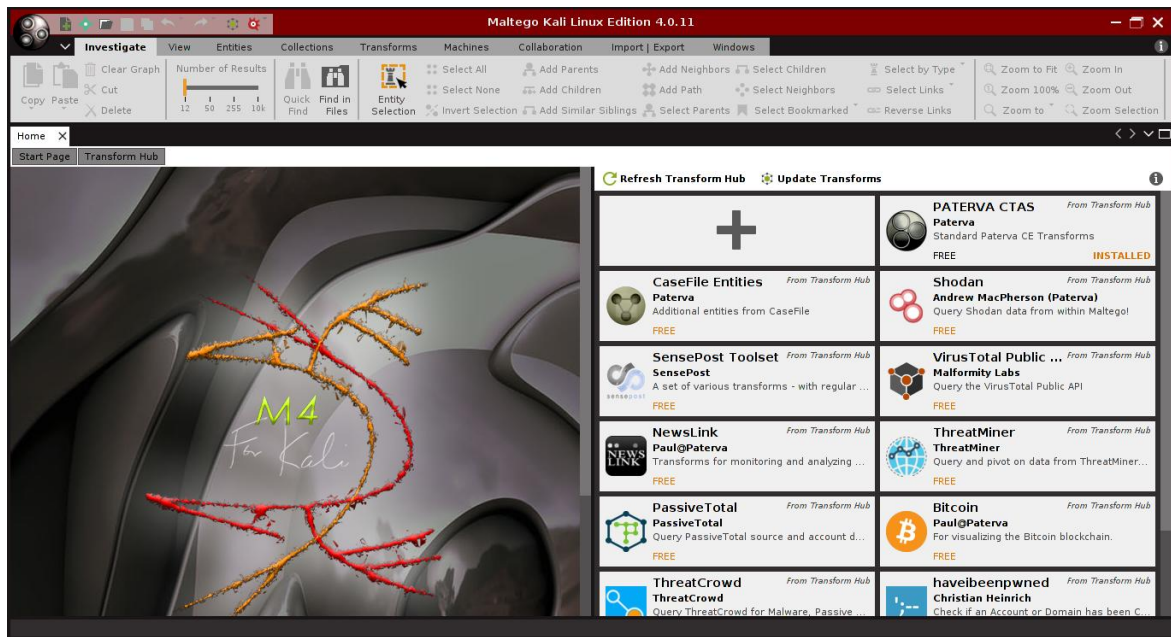 Maltego Kali Linux Edition 4.0.11
Investigate View Entities Collections Transforms Machines Collaboration Import | Export Windows
Copy Paste
Clear Graph
Cut
Delete
Number of Results
12 50 255 10k
Quick Find
Find in Files
Entity Selection
Select All
Select None
Invert Selection
Add Parents
Add Children
Add Similar Siblings
Add Neighbors
Add Path
Select Parents
Select Children
Select Neighbors
Select Bookmarked
Select by Type
Select Links
Reverse Links
Zoom to Fit
Zoom 100%
Zoom to
Zoom In
Zoom Out
Zoom Selection
Home
Start Page Transform Hub
M4
For Kali
Refresh Transform Hub Update Transforms
PATERVA CTAS From Transform Hub
Paterva
Standard Paterva CE Transforms
FREE INSTALLED
CaseFile Entities From Transform Hub
Paterva
Additional entities from CaseFile
FREE
Shodan From Transform Hub
Andrew MacPherson (Paterva)
Query Shodan data from within Maltego!
FREE
sensepost
SensePost Toolset From Transform Hub
SensePost
A set of various transforms - with regular ...
FREE
VirusTotal Public ... From Transform Hub
Malformity Labs
Query the VirusTotal Public API
FREE
NEWS LINK
NewsLink From Transform Hub
Paul@Paterva
Transforms for monitoring and analyzing ...
FREE
ThreatMiner From Transform Hub
ThreatMiner
Query and pivot on data from ThreatMiner...
FREE
PassiveTotal From Transform Hub
PassiveTotal
Query PassiveTotal source and account d...
FREE
Bitcoin From Transform Hub
Paul@Paterva
For visualizing the Bitcoin blockchain.
FREE
ThreatCrowd From Transform Hub
ThreatCrowd
Query ThreatCrowd for Malware, Passive ...
haveibeenpwned From Transform Hub
Christian Heinrich
Check if an Account or Domain has been C...